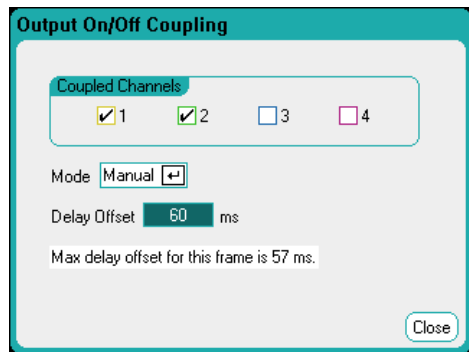 Output On/Off Coupling
Coupled Channels
1 2 3 4
Mode Manual
Delay Offset 60 ms
Max delay offset for this frame is 57 ms.
Close